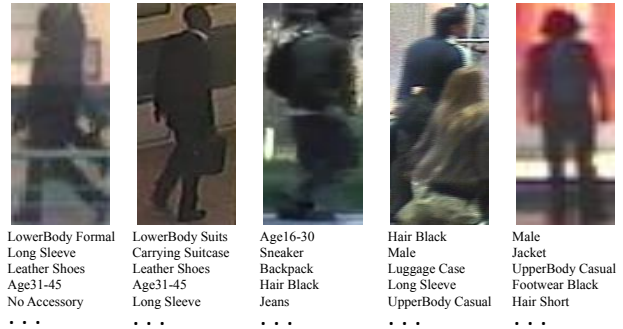 LowerBody Formal
Long Sleeve
Leather Shoes
Age31-45
No Accessory
. . .
LowerBody Suits
Carrying Suitcase
Leather Shoes
Age31-45
Long Sleeve
. . .
Age16-30
Sneaker
Backpack
Hair Black
Jeans
. . .
Hair Black
Male
Luggage Case
Long Sleeve
UpperBody Casual
. . .
Male
Jacket
UpperBody Casual
Footwear Black
Hair Short
. . .